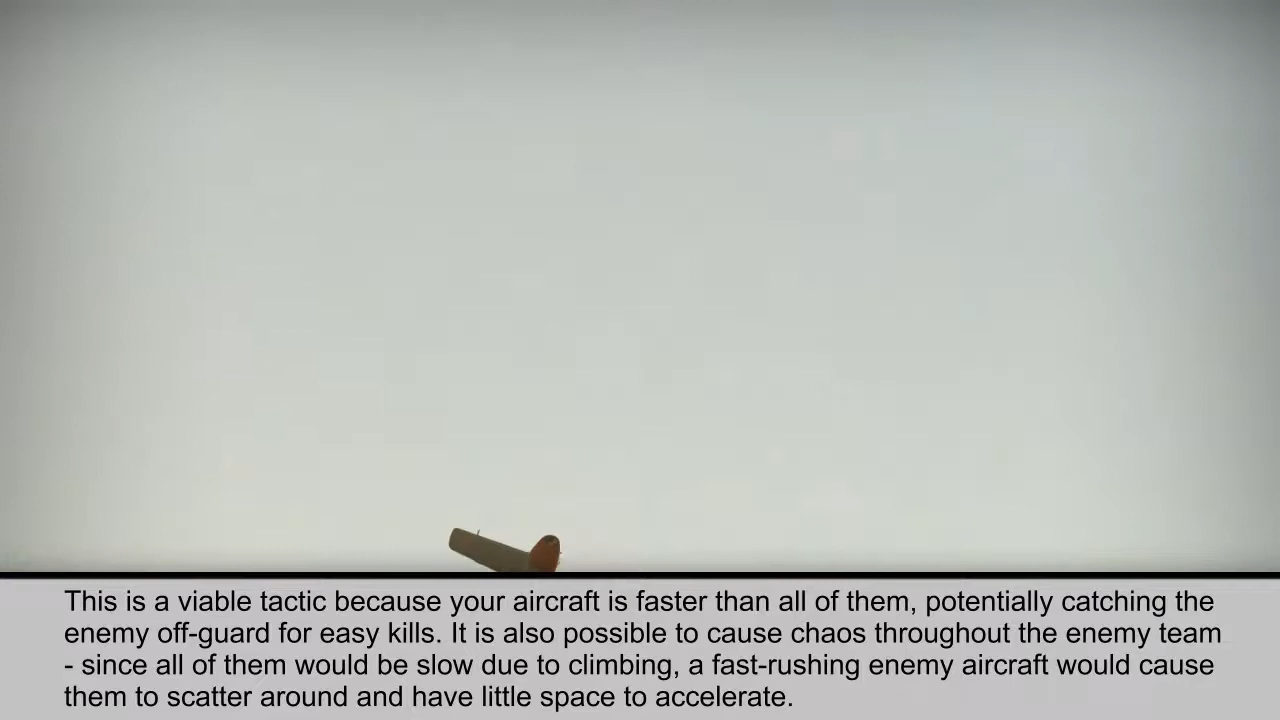 This is a viable tactic because your aircraft is faster than all of them, potentially catching the
enemy off-guard for easy kills. It is also possible to cause chaos throughout the enemy team
- since all of them would be slow due to climbing, a fast-rushing enemy aircraft would cause
them to scatter around and have little space to accelerate.